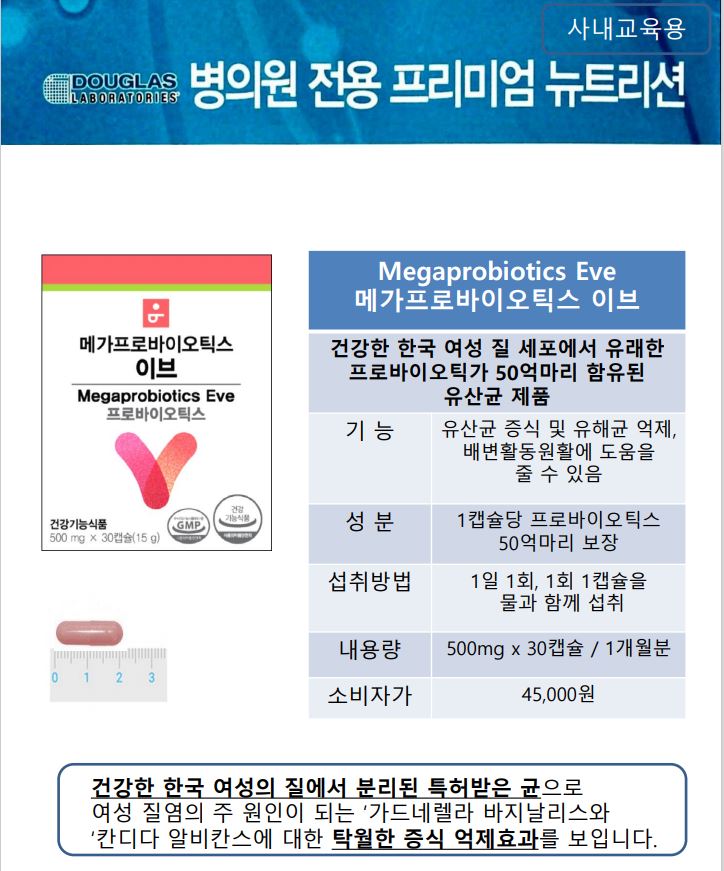 사내교육용
DOUGLAS
LABORATORIES®
병의원 전용 프리미엄 뉴트리션
메가프로바이오틱스
이브
Megaprobiotics Eve
프로바이오틱스
GMP
건강
기능식품
건강기능식품
500 mg × 30캡슐(15 g)
0 1 2 3
Megaprobiotics Eve
메가프로바이오틱스 이브
건강한 한국 여성 질 세포에서 유래한
프로바이오틱가 50억마리 함유된
유산균 제품
기 능
유산균 증식 및 유해균 억제,
배변활동원활에 도움을
줄 수 있음
성 분
1캡슐당 프로바이오틱스
50억마리 보장
섭취방법
1일 1회, 1회 1캡슐을
물과 함께 섭취
내용량
500mg x 30캡슐 / 1개월분
소비자가
45,000원
건강한 한국 여성의 질에서 분리된 특허받은 균으로
여성 질염의 주 원인이 되는 ‘가드네렐라 바지날리스와
‘칸디다 알비칸스에 대한 탁월한 증식 억제효과를 보입니다.